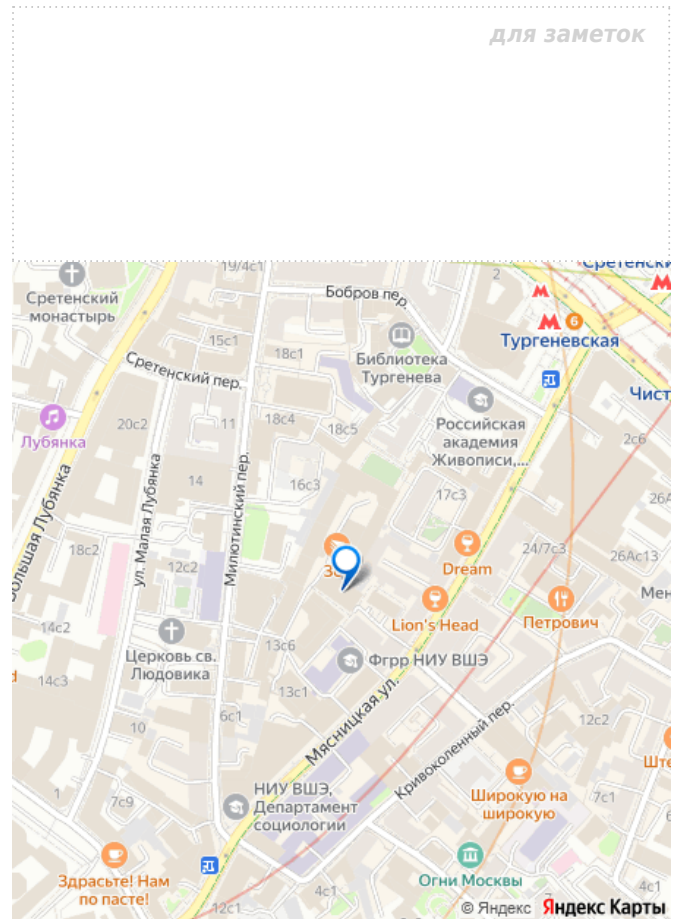 для заметок
19/4с1
2
Сретенски
Сретенский
монастырь
Бобров пер.
6
Тургеневская
15с1
18с1
Библиотека
Тургенева
Сретенский пер.
Чист
Российская
академия
Живописи,...
Лубянка
20с2
11
18с4
18с5
2с6
14
16с3
17с3
Большая Лубянка
ул. Малая Лубянка
Милютинский пер.
18с2
12с2
Dream
24/7с3
26Ас13
Lion's Head
Петрович
14с2
Церковь св.
Людовика
13с6
Фгрр НИУ ВШЭ
14с3
13с1
6с1
10
Мясницкая ул.
Кривоколенный пер.
12с2
1
7с9
НИУ ВШЭ,
Департамент
социологии
Широкую на
широкую
7с1
Здрасьте! Нам
по пасте!
Огни Москвы
12с1
4с1
4с1
© Яндекс Яндекс Карты